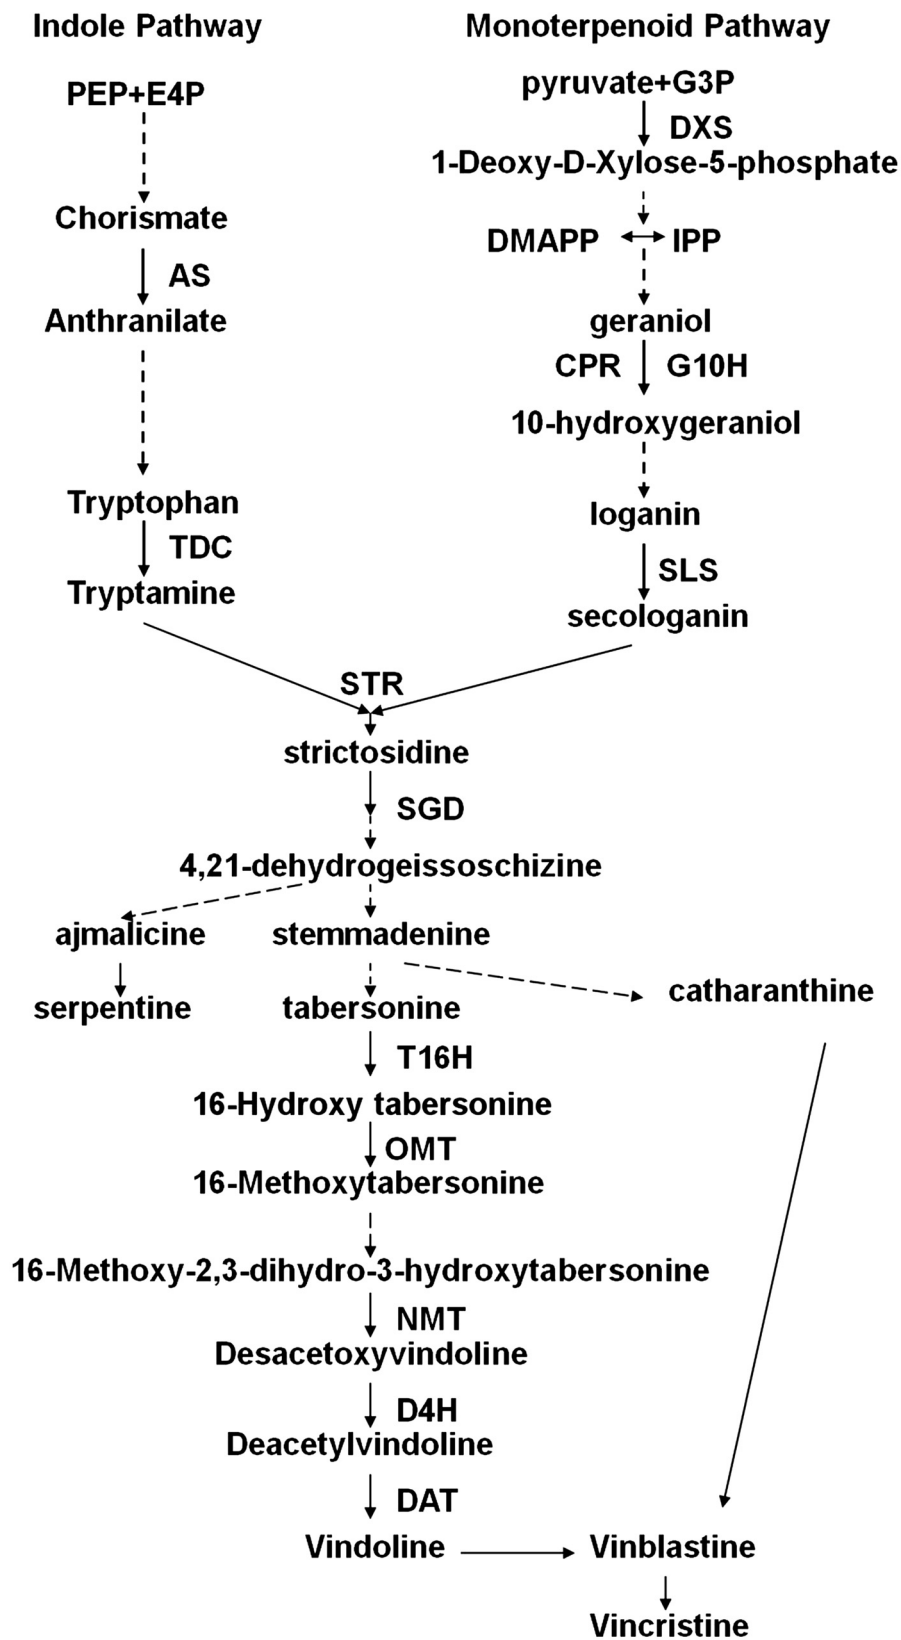 Indole Pathway
Monoterpenoid Pathway
PEP+E4P
pyruvate+G3P
DXS
1-Deoxy-D-Xylose-5-phosphate
Chorismate
DMAPP
IPP
AS
Anthranilate
geraniol
CPR
G10H
10-hydroxygeraniol
Tryptophan
loganin
TDC
SLS
Tryptamine
secologanin
STR
strictosidine
SGD
4,21-dehydrogeissoschizine
ajmalicine
stemmadenine
catharanthine
serpentine
tabersonine
T16H
16-Hydroxy tabersonine
OMT
16-Methoxytabersonine
16-Methoxy-2,3-dihydro-3-hydroxytabersonine
NMT
Desacetoxyvindoline
D4H
Deacetylvindoline
DAT
Vindoline
Vinblastine
Vincristine